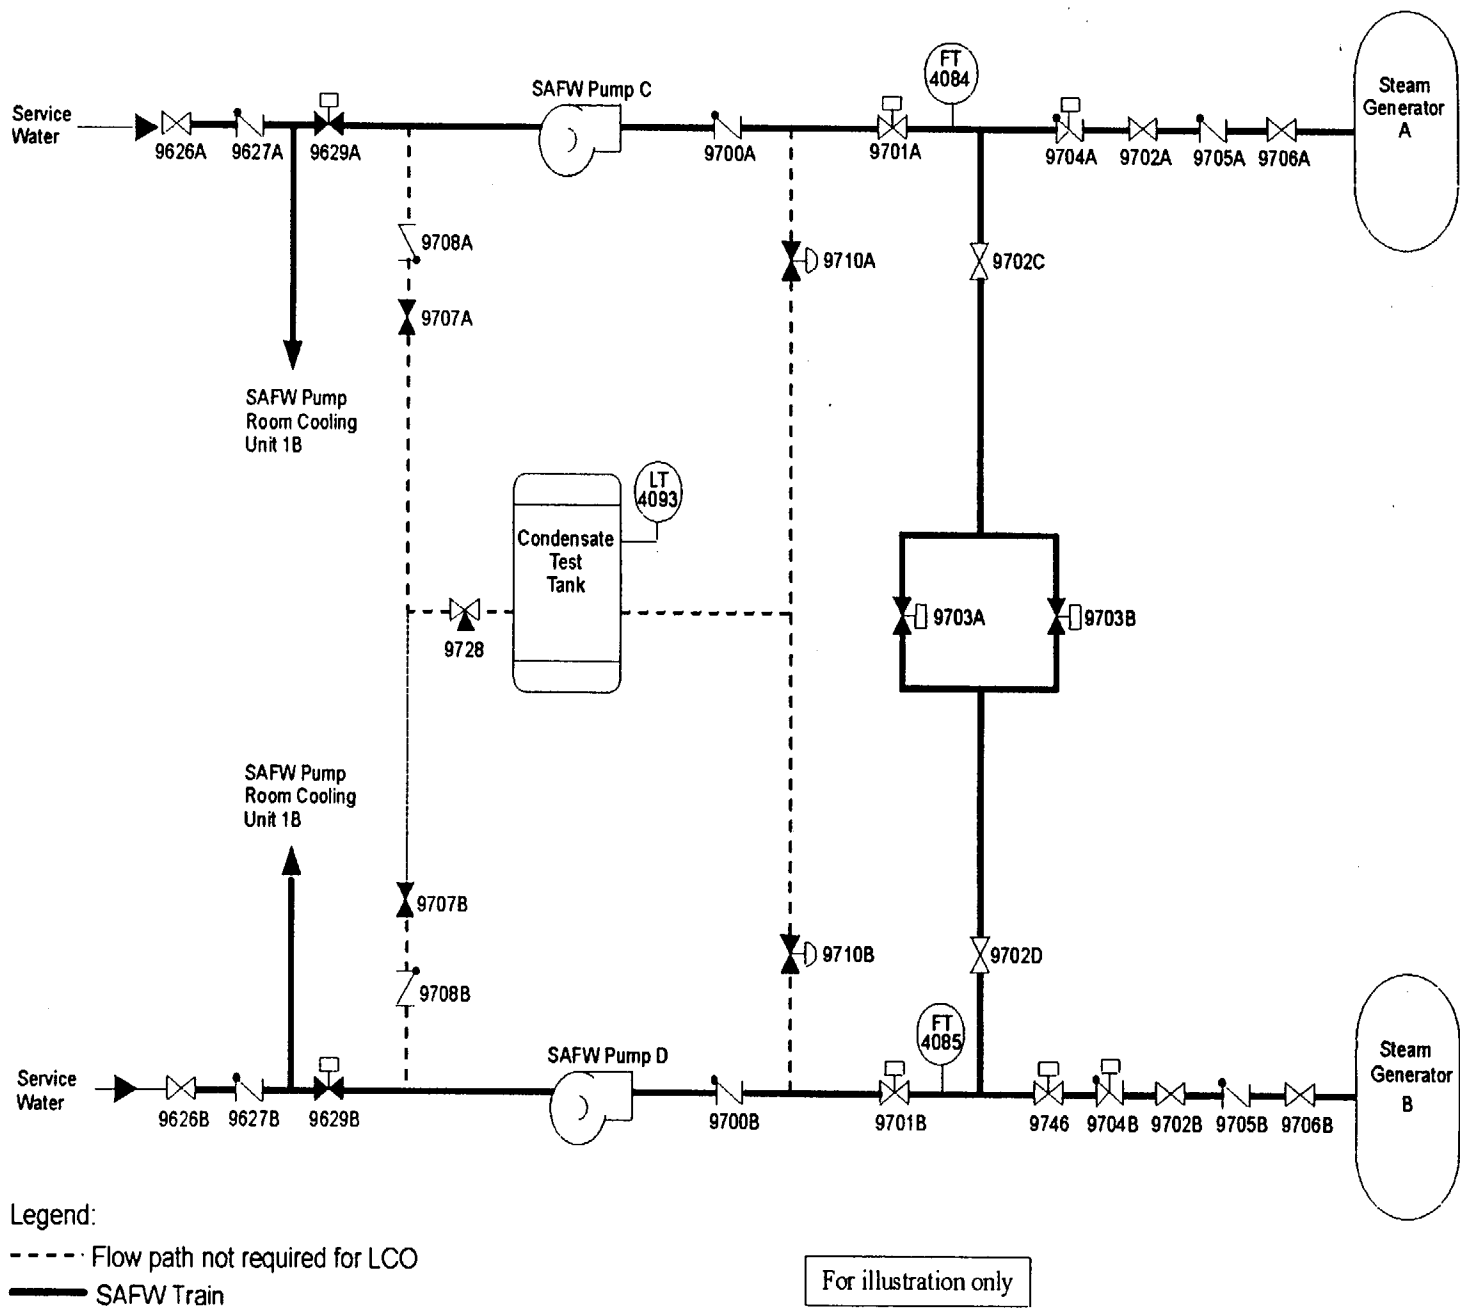 SAFW Pump C
FT
4084
Steam
Generator
A
Service
Water
9626A
9627A
9629A
9700A
9701A
9704A
9702A
9705A
9706A
9708A
9710A
9702C
9707A
SAFW Pump
Room Cooling
Unit 1B
LT
4093
Condensate
Test
Tank
9703A
9703B
9728
SAFW Pump
Room Cooling
Unit 1B
9707B
9710B
9702D
9708B
FT
4085
SAFW Pump D
Steam
Generator
B
Service
Water
9626B
9627B
9629B
9700B
9701B
9746
9704B
9702B
9705B
9706B
Legend:
Flow path not required for LCO
SAFW Train
For illustration only